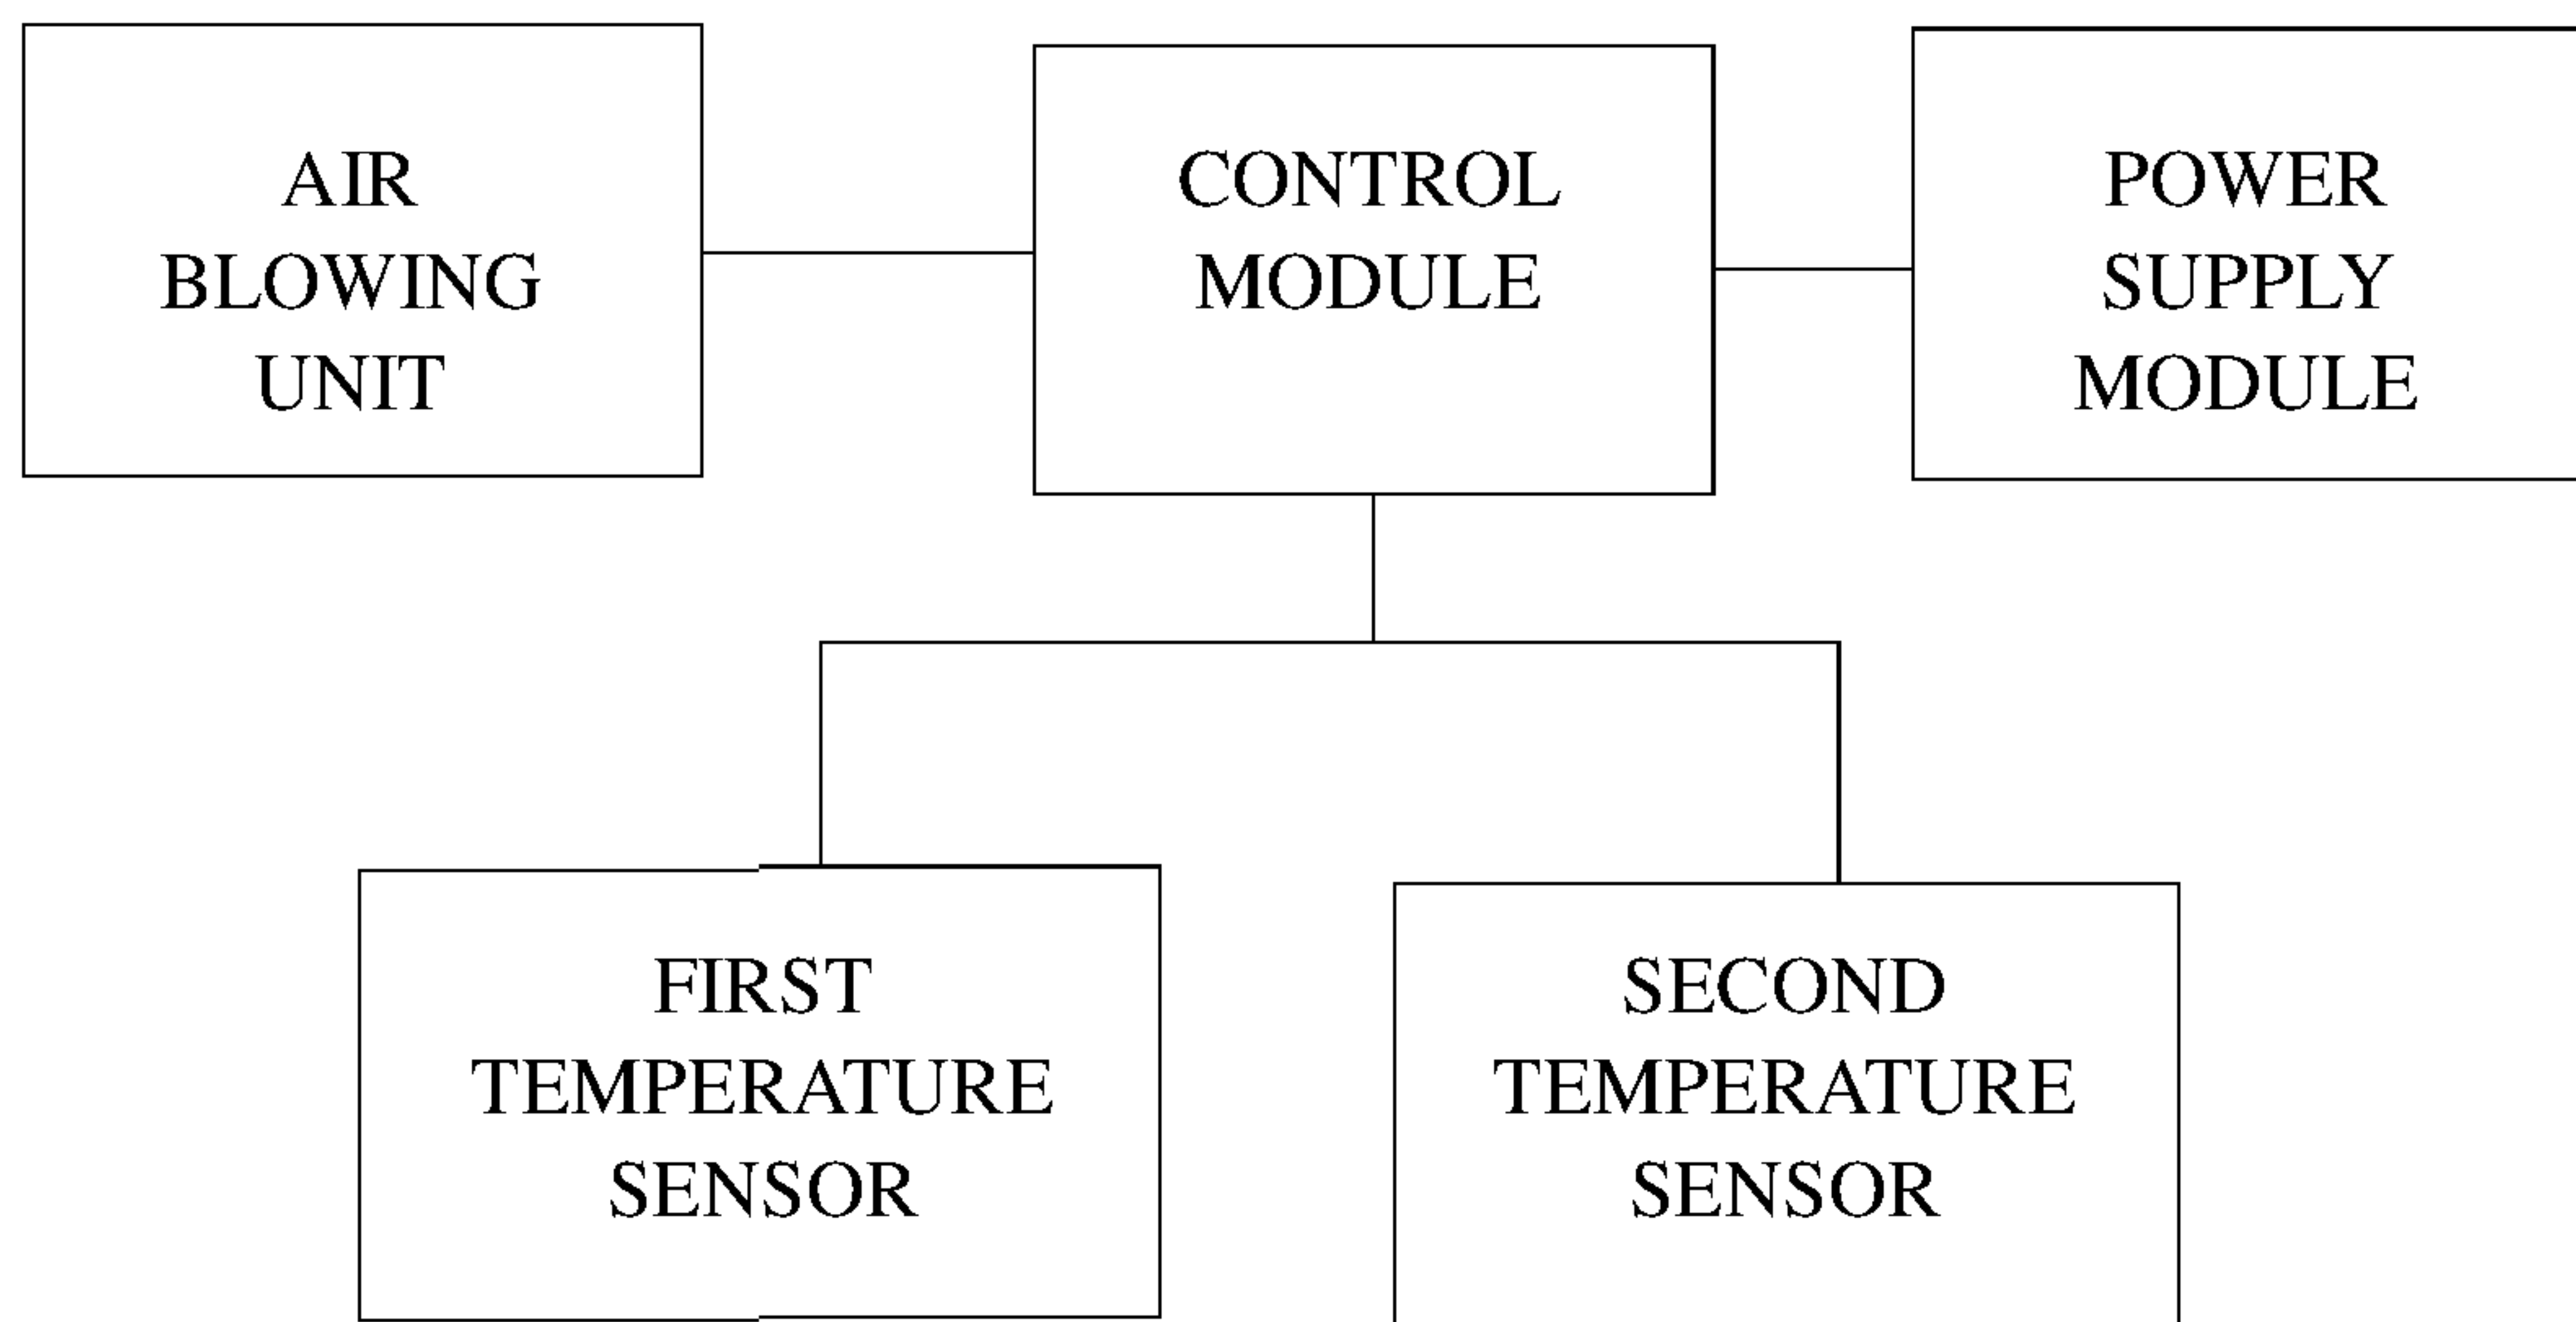 AIR
BLOWING
UNIT
CONTROL
MODULE
POWER
SUPPLY
MODULE
FIRST
TEMPERATURE
SENSOR
SECOND
TEMPERATURE
SENSOR